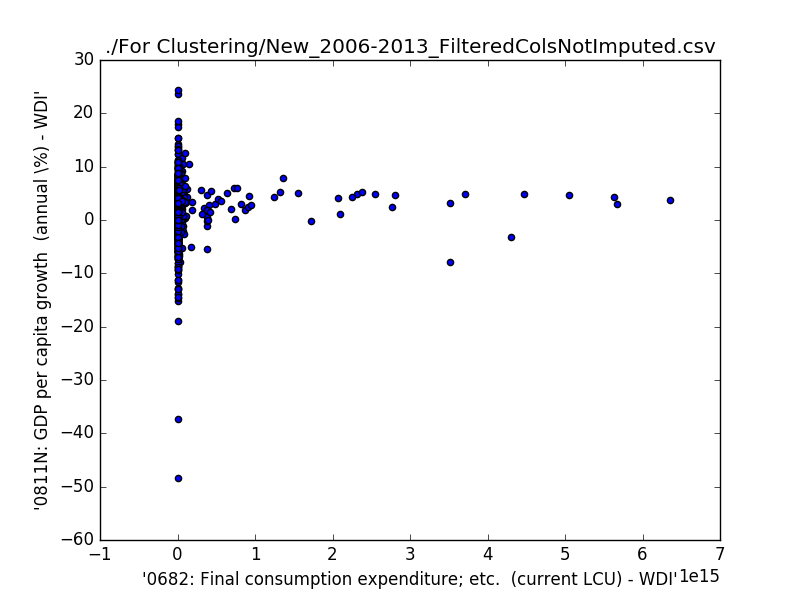 ./For Clustering/New_2006-2013_FilteredColsNotImputed.csv
30
20
10
0
−10
−20
−30
−40
−50
−60
'0811N: GDP per capita growth  (annual \%) - WDI'
−1 0 1 2 3 4 5 6 7
'0682: Final consumption expenditure; etc.  (current LCU) - WDI' 1e15